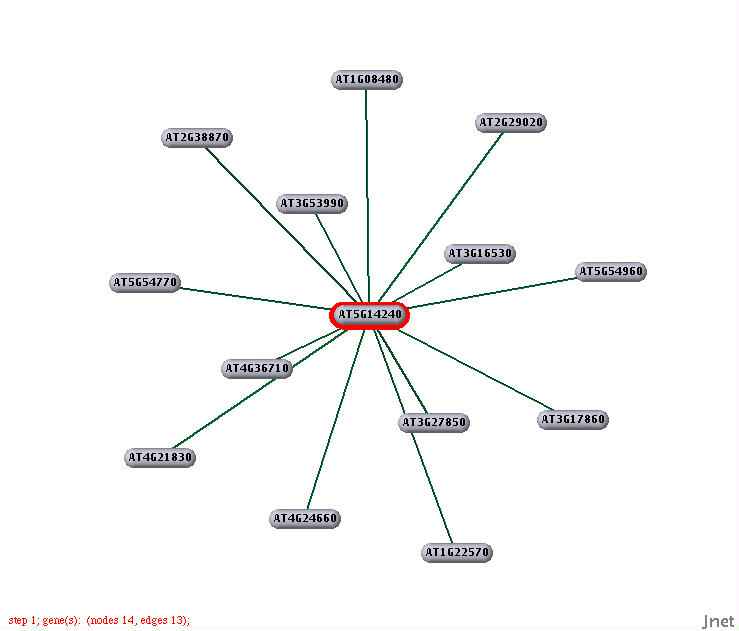 AT1G08480
AT2G29020
AT2G38870
AT3G53990
AT3G16530
AT5G54960
AT5G54770
AT5G14240
AT4G36710
AT3G27850
AT3G17860
AT4G21830
AT4G24660
AT1G22570
step 1; gene(s): (nodes 14, edges 13);
Jnet